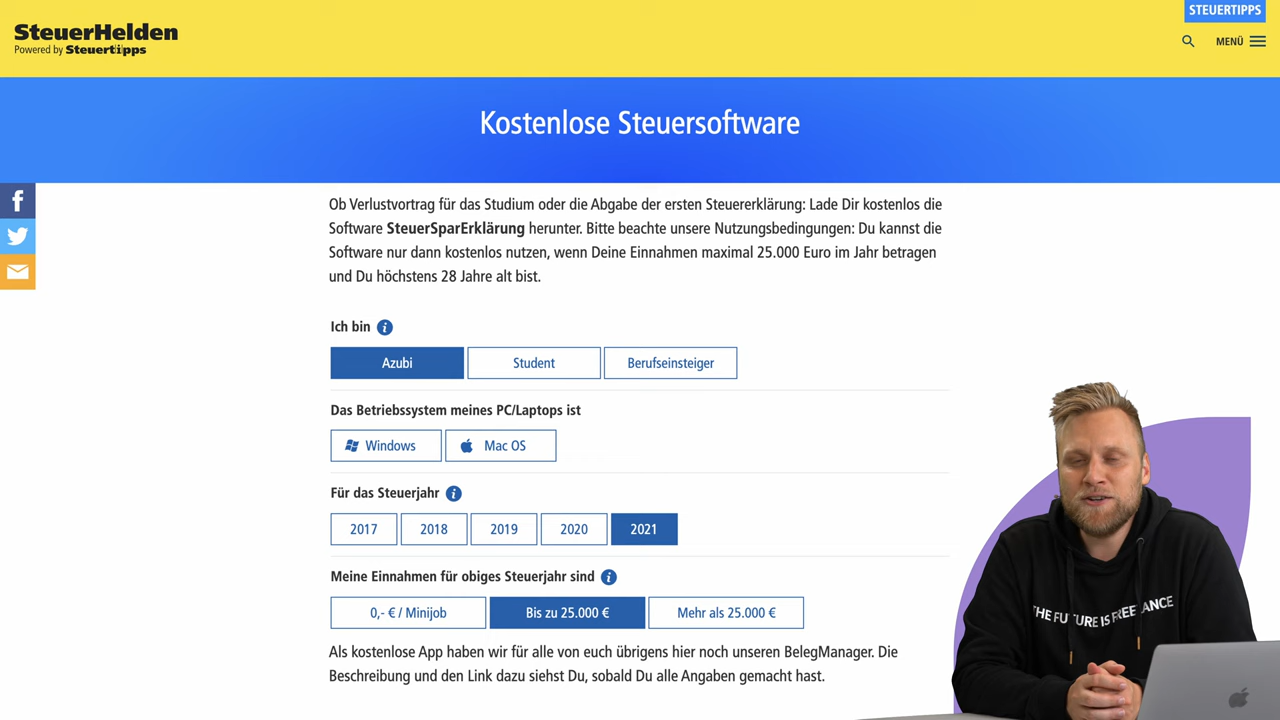 STEUERTIPPS
SteuerHelden
Powered by Steuertipps
MENÜ
Kostenlose Steuersoftware
Ob Verlustvortrag für das Studium oder die Abgabe der ersten Steuererklärung: Lade Dir kostenlos die
Software SteuerSparErklärung herunter. Bitte beachte unsere Nutzungsbedingungen: Du kannst die
Software nur dann kostenlos nutzen, wenn Deine Einnahmen maximal 25.000 Euro im Jahr betragen
und Du höchstens 28 Jahre alt bist.
Ich bin i
Azubi Student Berufseinsteiger
Das Betriebssystem meines PC/Laptops ist
Windows Mac OS
Für das Steuerjahr i
2017 2018 2019 2020 2021
Meine Einnahmen für obiges Steuerjahr sind i
0,- € / Minijob Bis zu 25.000 € Mehr als 25.000 €
Als kostenlose App haben wir für alle von euch übrigens hier noch unseren BelegManager. Die
Beschreibung und den Link dazu siehst Du, sobald Du alle Angaben gemacht hast.
THE FUTURE IS FREELANCE